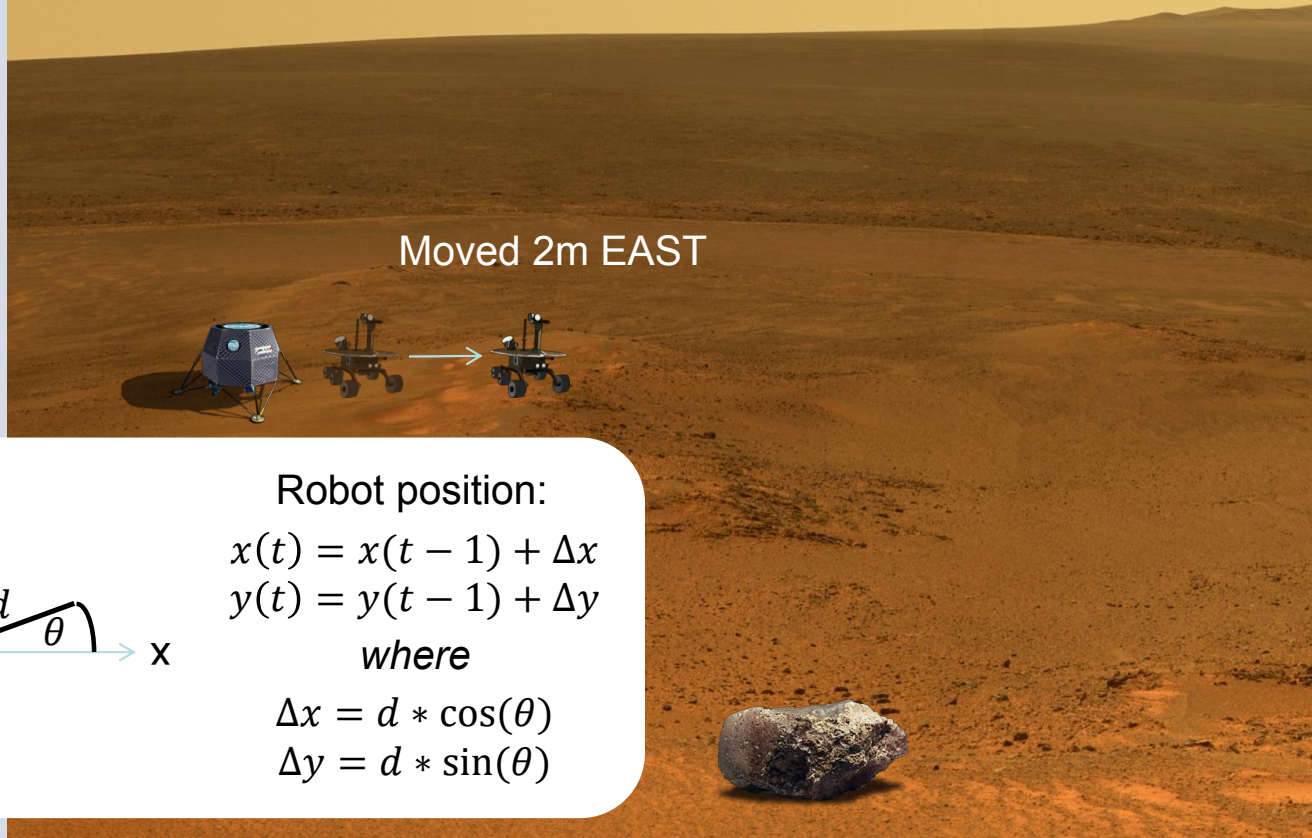 Moved 2m EAST
Robot position:
x(t) = x(t − 1) + Δx
y(t) = y(t − 1) + Δy
where
Δx = d * cos(θ)
Δy = d * sin(θ)
d
θ
x